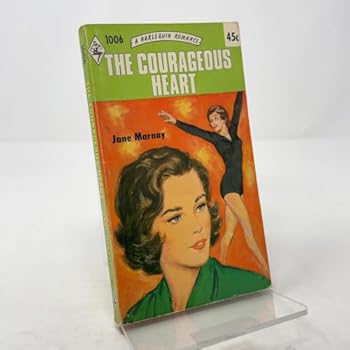 1006
A HARLEQUIN ROMANCE
45c
THE COURAGEOUS
HEART
Jane Marnay